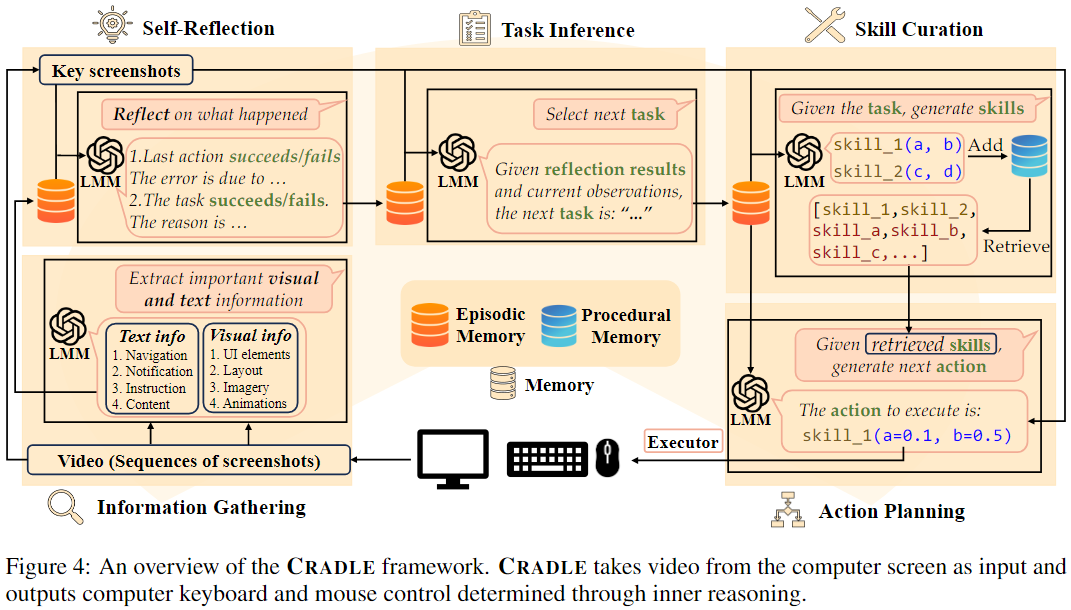 Self-Reflection
Task Inference
Skill Curation
Key screenshots
Reflect on what happened
LMM
1.Last action succeeds/fails
The error is due to …
2.The task succeeds/fails.
The reason is …
Select next task
LMM
Given reflection results
and current observations,
the next task is: “…”
Given the task, generate skills
LMM
skill_1(a, b)
skill_2(c, d)
Add
[skill_1,skill_2,
skill_a,skill_b,
skill_c,...]
Retrieve
Extract important visual
and text information
LMM
Text info
1. Navigation
2. Notification
3. Instruction
4. Content
Visual info
1. UI elements
2. Layout
3. Imagery
4. Animations
Episodic
Memory
Procedural
Memory
Memory
Given retrieved skills,
generate next action
LMM
The action to execute is:
skill_1(a=0.1, b=0.5)
Executor
Video (Sequences of screenshots)
Information Gathering
Action Planning
Figure 4: An overview of the CRADLE framework. CRADLE takes video from the computer screen as input and
outputs computer keyboard and mouse control determined through inner reasoning.